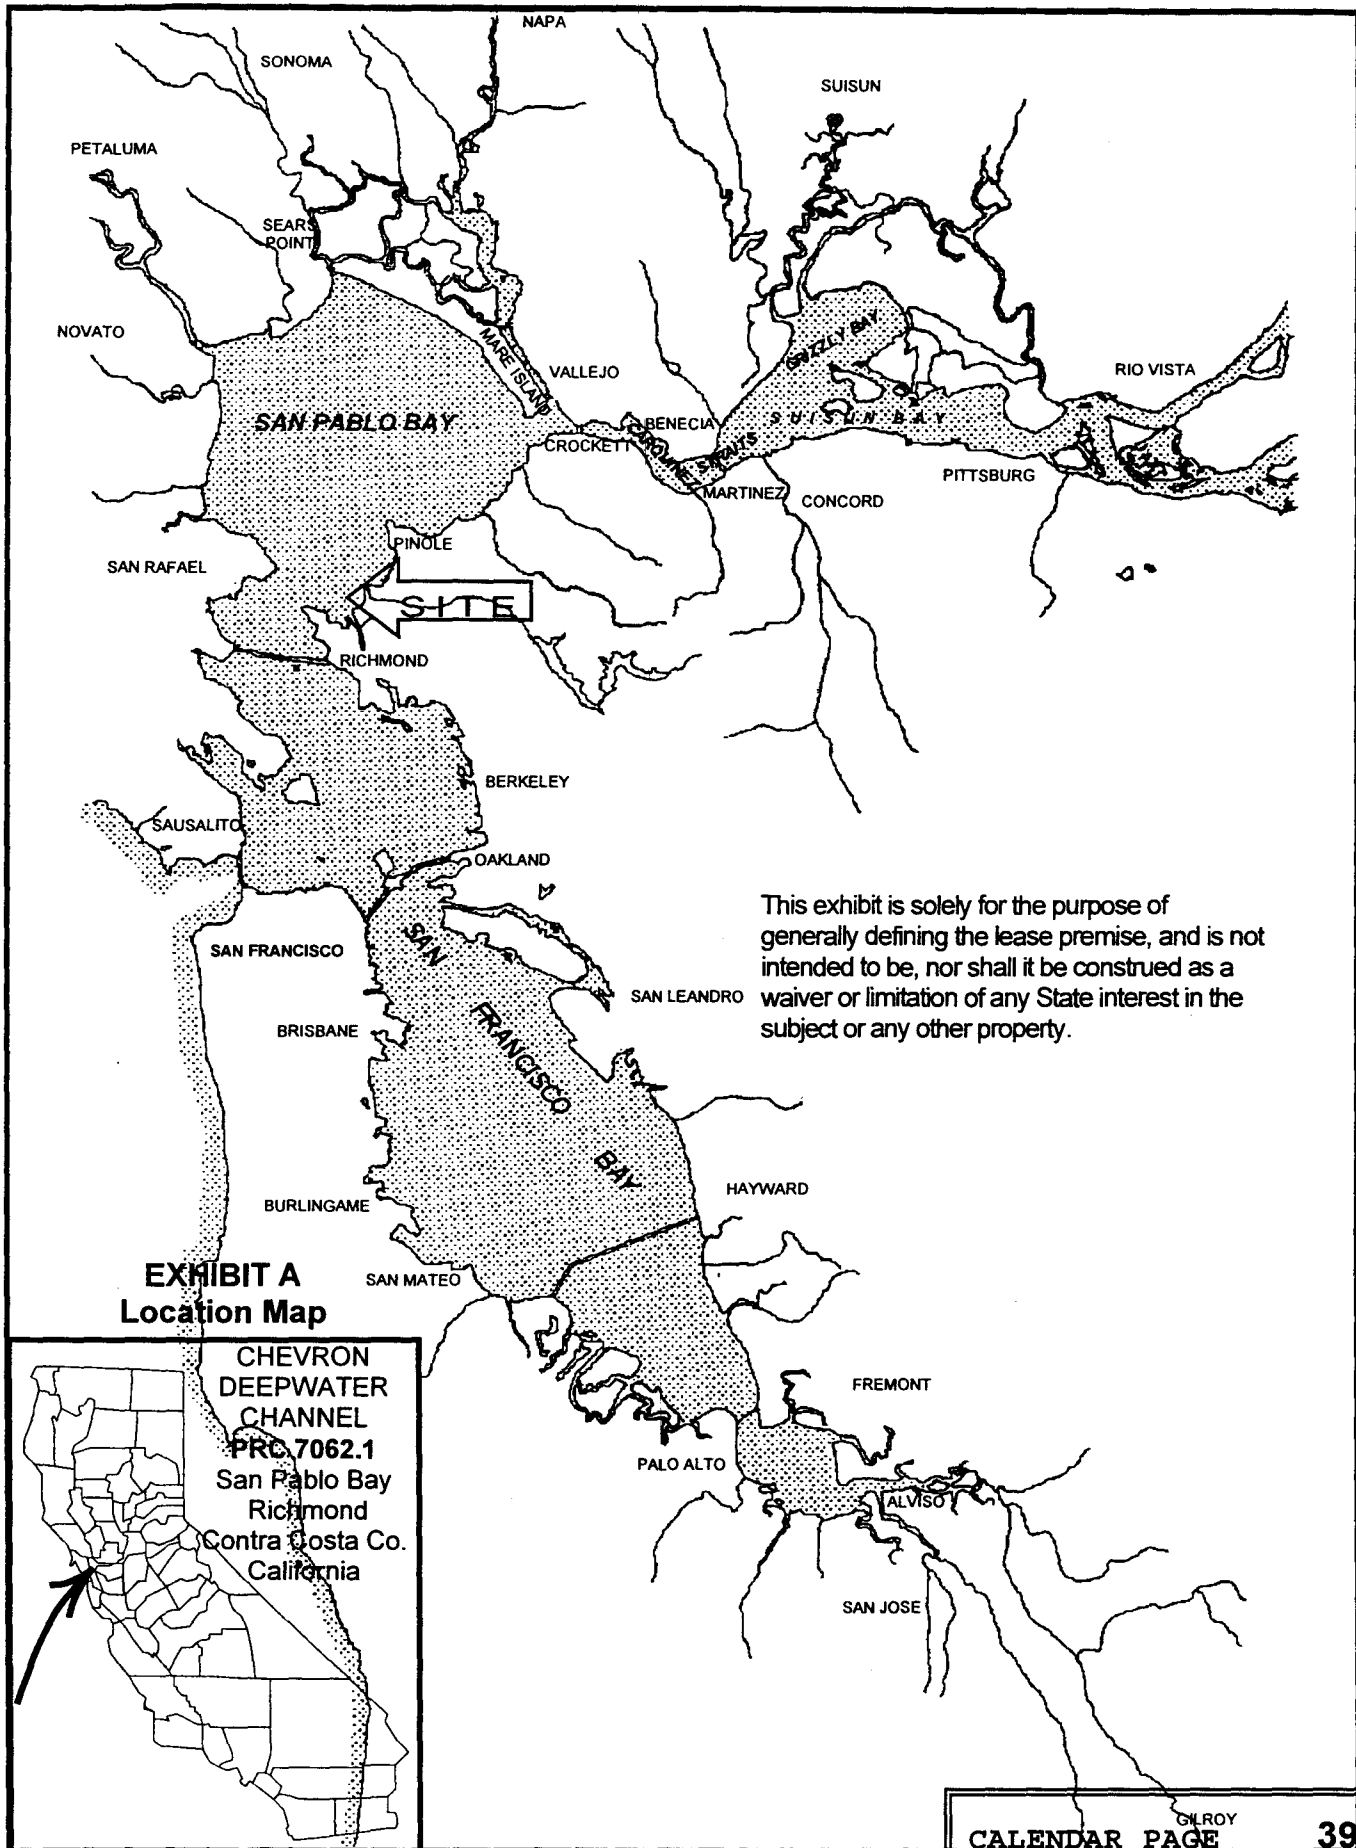 NAPA
SONOMA
SUISUN
PETALUMA
SEARS
POINT
NOVATO
MARE ISLAND
VALLEJO
GRIZZLY BAY
RIO VISTA
SAN PABLO BAY
BENECIA
SUISUN BAY
CROCKETT
CARQUINEZ STRAITS
PITTSBURG
MARTINEZ
CONCORD
PINOLE
SAN RAFAEL
SITE
RICHMOND
BERKELEY
SAUSALITO
OAKLAND
This exhibit is solely for the purpose of
generally defining the lease premise, and is not
intended to be, nor shall it be construed as a
waiver or limitation of any State interest in the
subject or any other property.
SAN FRANCISCO
SAN FRANCISCO BAY
SAN LEANDRO
BRISBANE
HAYWARD
BURLINGAME
SAN MATEO
EXHIBIT A
Location Map
CHEVRON
DEEPWATER
CHANNEL
PRC 7062.1
San Pablo Bay
Richmond
Contra Costa Co.
California
FREMONT
PALO ALTO
ALVISO
SAN JOSE
GILROY
CALENDAR PAGE 39